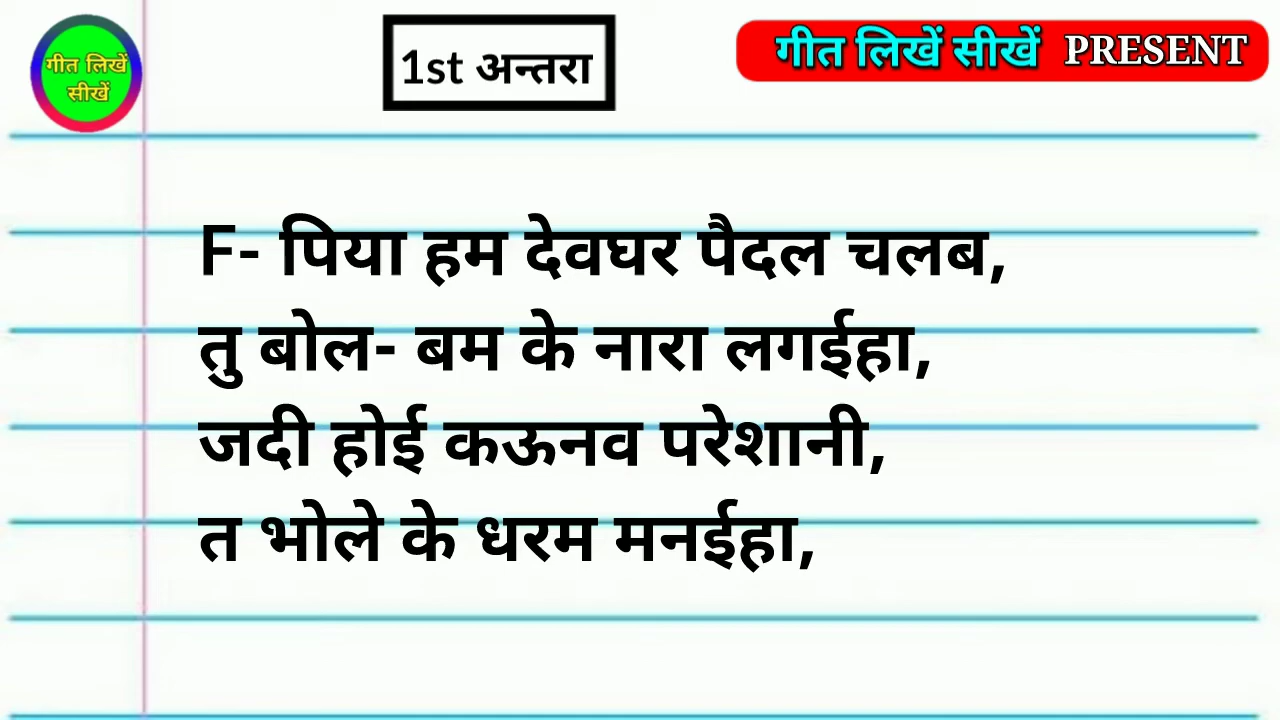 गीत लिखें
सीखें
1st अन्तरा
गीत लिखें सीखें PRESENT
F- पिया हम देवघर पैदल चलब,
तु बोल- बम के नारा लगईहा,
जदी होई कऊनव परेशानी,
त भोले के धरम मनईहा,